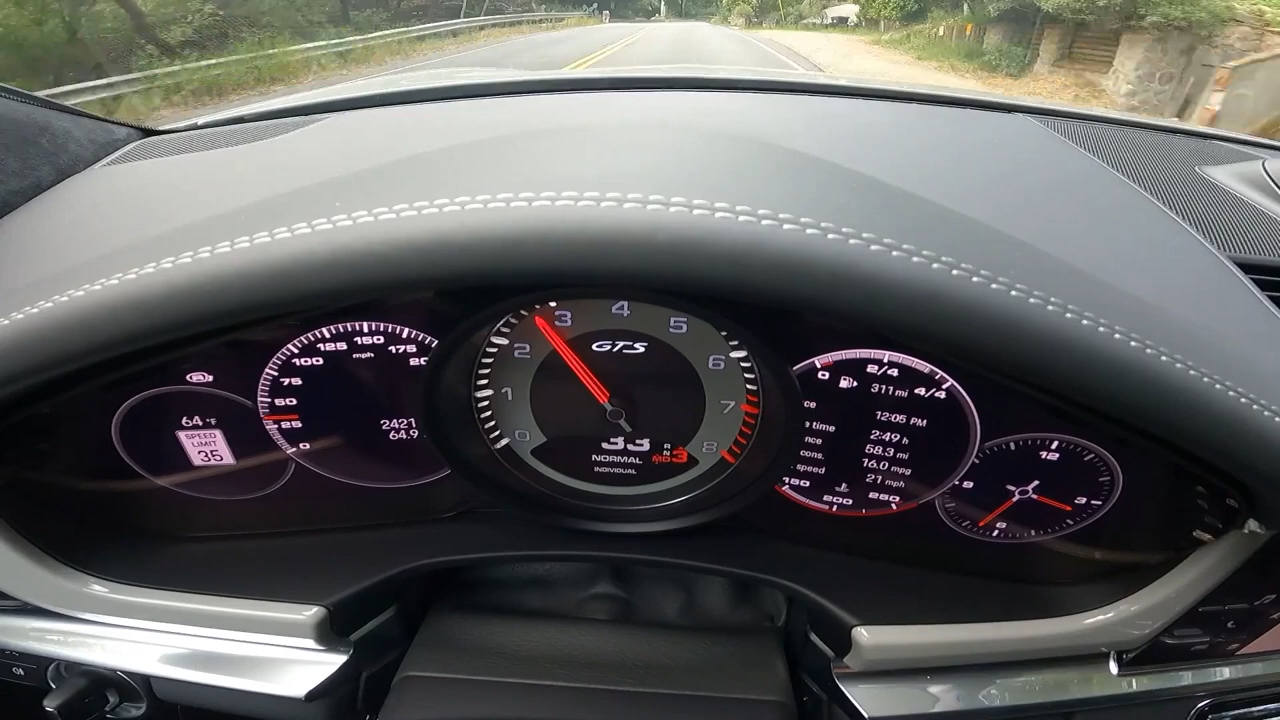 64 °F
SPEED
LIMIT
35
0
25
50
75
100
125
150
175
mph
2421
64.9
0
1
2
3
4
5
6
7
8
GTS
33
NORMAL
INDIVIDUAL
R
N
3
0
2/4
4/4
311 mi
12:05 PM
time
2:49 h
58.3 mi
cons.
16.0 mpg
speed
21 mph
150
200
250
12
3
6
9